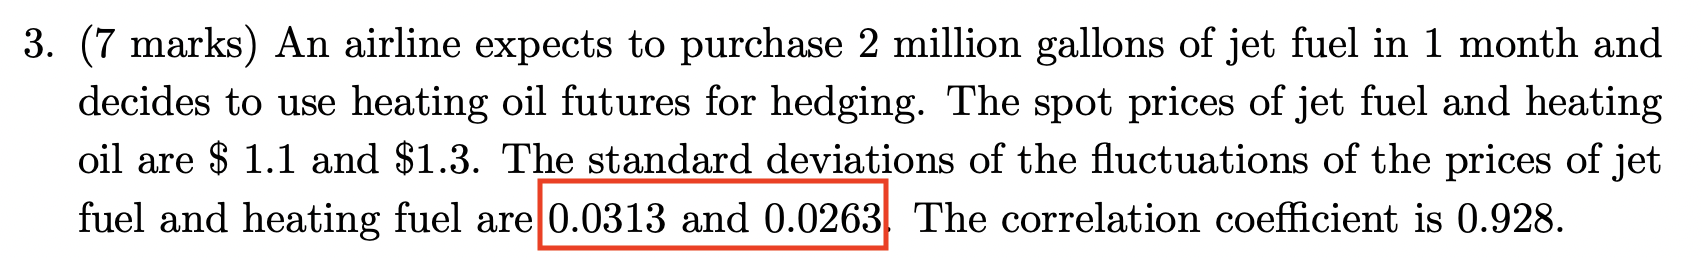 3. (7 marks) An airline expects to purchase 2 million gallons of jet fuel in 1 month and
decides to use heating oil futures for hedging. The spot prices of jet fuel and heating
oil are $ 1.1 and $1.3. The standard deviations of the fluctuations of the prices of jet
fuel and heating fuel are 0.0313 and 0.0263. The correlation coefficient is 0.928.